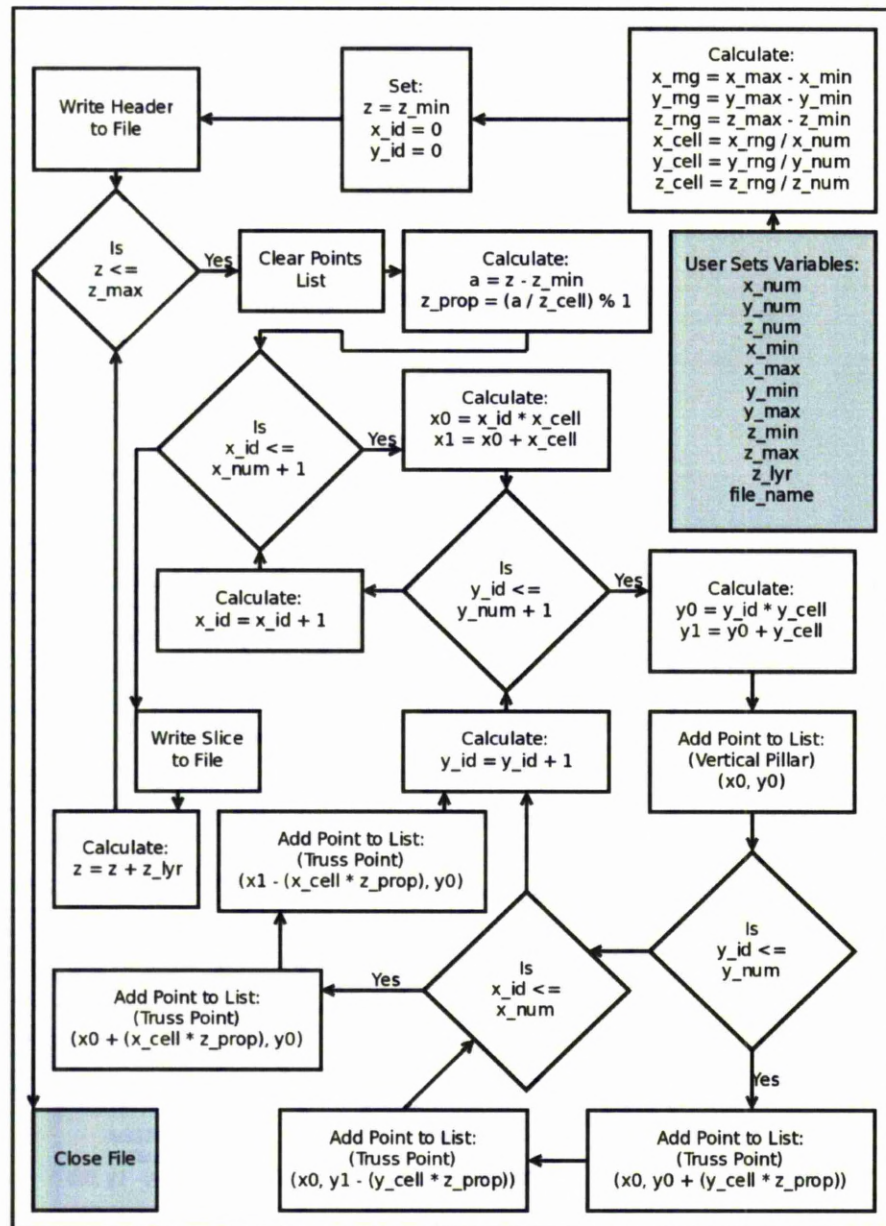 Calculate:
x_rng = x_max - x_min
y_rng = y_max - y_min
z_rng = z_max - z_min
x_cell = x_rng / x_num
y_cell = y_rng / y_num
z_cell = z_rng / z_num
Set:
z = z_min
x_id = 0
y_id = 0
Write Header
to File
Is
z <=
z_max
Yes
Clear Points
List
Calculate:
a = z - z_min
z_prop = (a / z_cell) % 1
User Sets Variables:
x_num
y_num
z_num
x_min
x_max
y_min
y_max
z_min
z_max
z_lyr
file_name
Is
x_id <=
x_num + 1
Yes
Calculate:
x0 = x_id * x_cell
x1 = x0 + x_cell
Is
y_id <=
y_num + 1
Yes
Calculate:
y0 = y_id * y_cell
y1 = y0 + y_cell
Calculate:
x_id = x_id + 1
Write Slice
to File
Calculate:
y_id = y_id + 1
Add Point to List:
(Vertical Pillar)
(x0, y0)
Calculate:
z = z + z_lyr
Add Point to List:
(Truss Point)
(x1 - (x_cell * z_prop), y0)
Is
y_id <=
y_num
Yes
Is
x_id <=
x_num
Yes
Add Point to List:
(Truss Point)
(x0 + (x_cell * z_prop), y0)
Close File
Add Point to List:
(Truss Point)
(x0, y1 - (y_cell * z_prop))
Add Point to List:
(Truss Point)
(x0, y0 + (y_cell * z_prop))